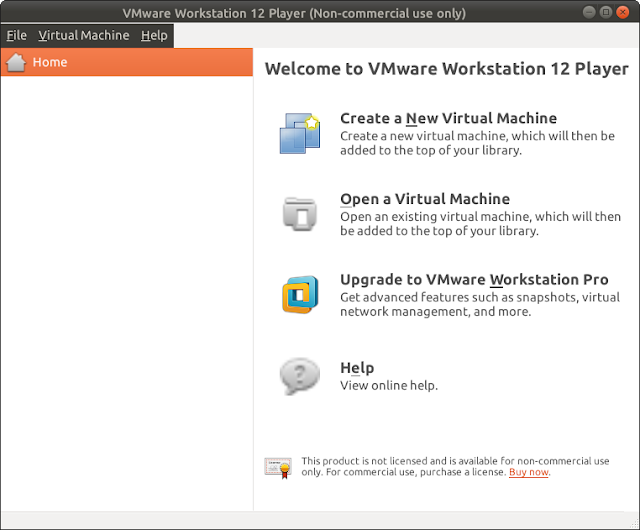 VMware Workstation 12 Player (Non-commercial use only)
File Virtual Machine Help
Home
Welcome to VMware Workstation 12 Player
Create a New Virtual Machine
Create a new virtual machine, which will then be
added to the top of your library.
Open a Virtual Machine
Open an existing virtual machine, which will then
be added to the top of your library.
Upgrade to VMware Workstation Pro
Get advanced features such as snapshots, virtual
network management, and more.
Help
View online help.
This product is not licensed and is available for non-commercial use
only. For commercial use, purchase a license. Buy now.